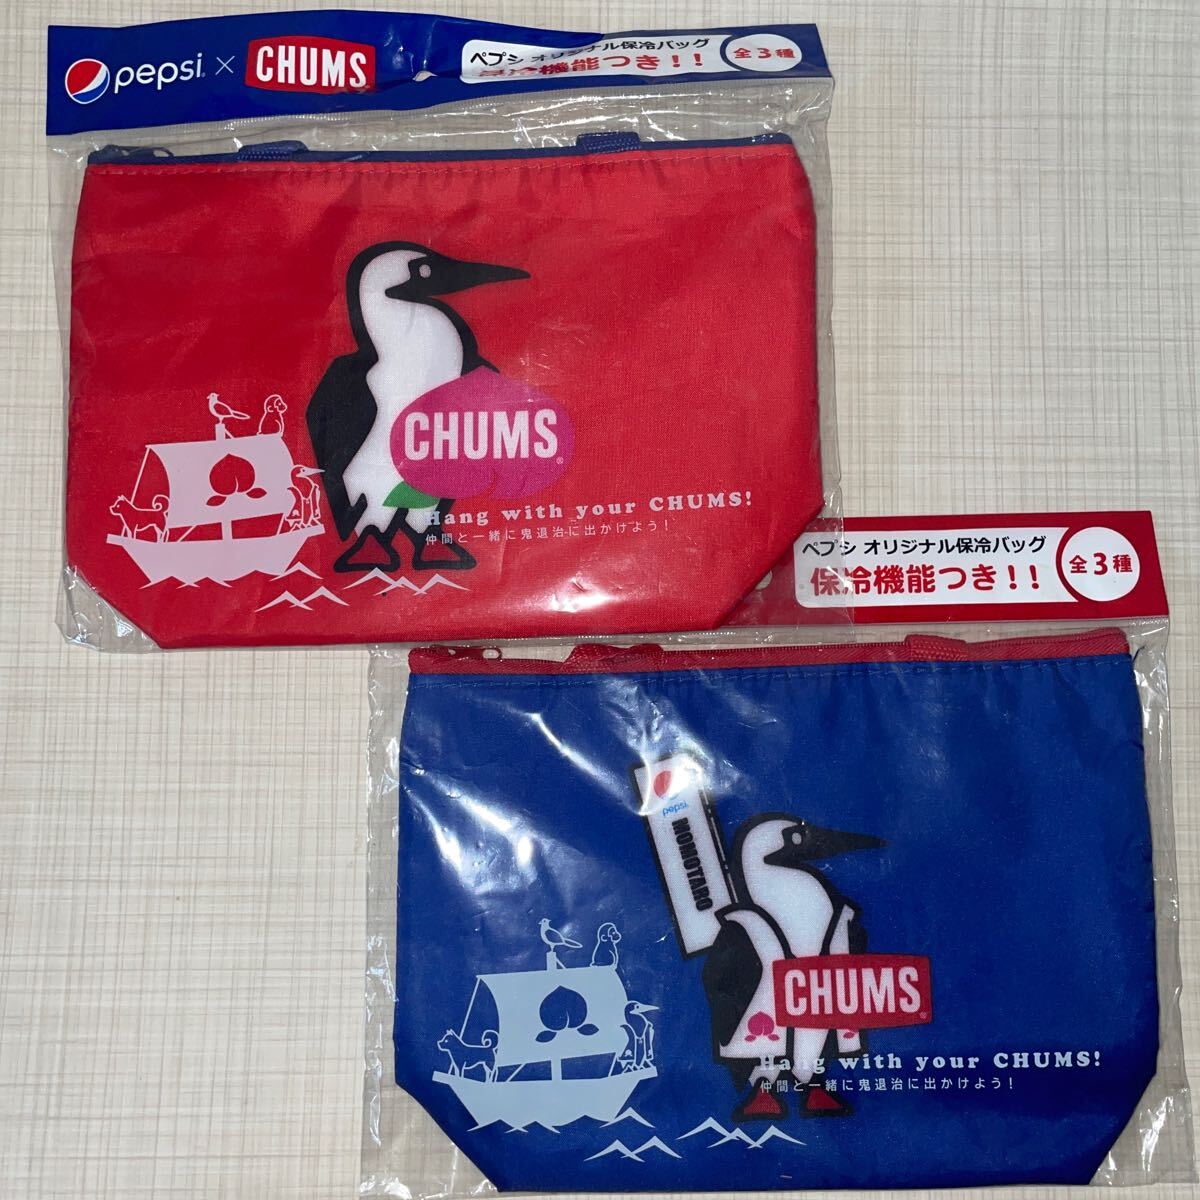 pepsi × CHUMS
ペプシ オリジナル保冷バッグ
保冷機能つき!!
全3種
CHUMS
Hang with your CHUMS!
仲間と一緒に鬼退治に出かけよう!
ペプシ オリジナル保冷バッグ
保冷機能つき!!
全3種
pepsi
MOMOTARO
CHUMS
Hang with your CHUMS!
仲間と一緒に鬼退治に出かけよう!